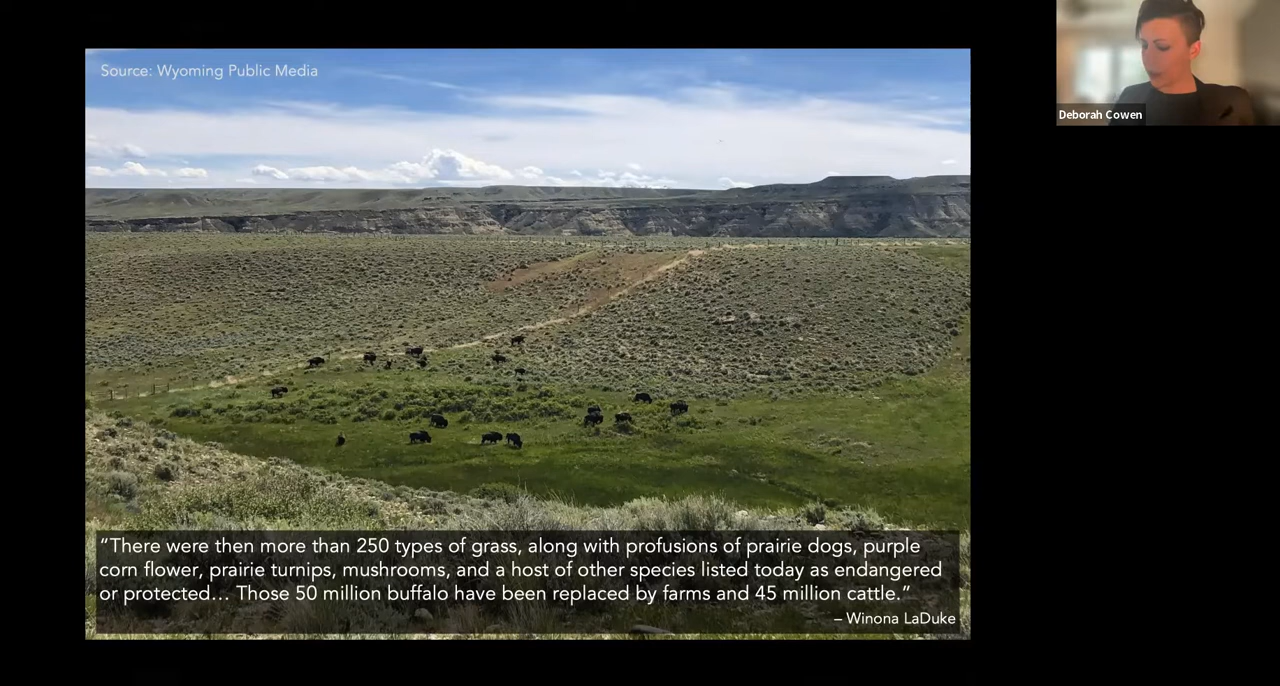 Source: Wyoming Public Media
Deborah Cowen
“There were then more than 250 types of grass, along with profusions of prairie dogs, purple
corn flower, prairie turnips, mushrooms, and a host of other species listed today as endangered
or protected... Those 50 million buffalo have been replaced by farms and 45 million cattle.”
– Winona LaDuke